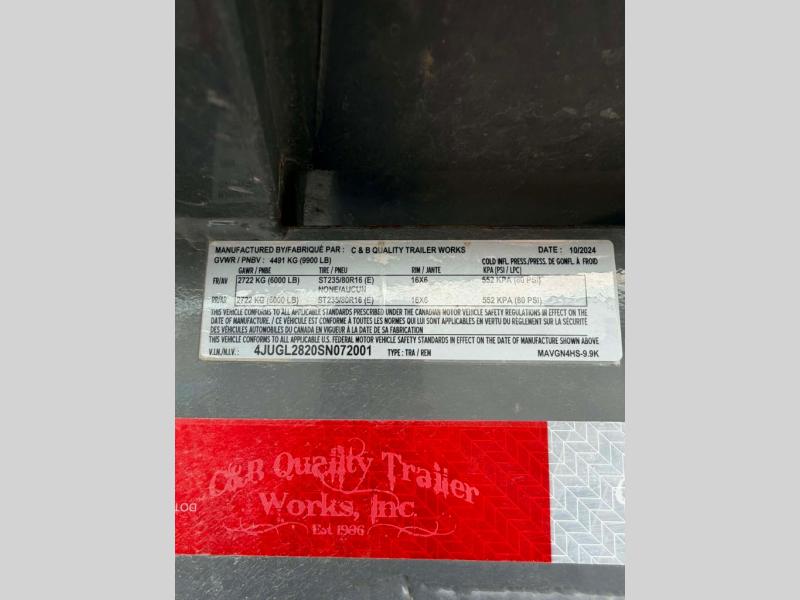 MANUFACTURED BY/FABRIQUÉ PAR : C & B QUALITY TRAILER WORKS DATE : 10/2024
GVWR / PNBV : 4491 KG (9900 LB) COLD INFL. PRESS./PRESS. DE GONFL. À FROID
GAWR / PNBE TIRE / PNEU RIM / JANTE KPA [PSI / LPC]
FR/AV 2722 KG (6000 LB) ST235/80R16 (E) 16X6 552 KPA (80 PSI)
NONE/AUCUN
RR/AR 2722 KG (6000 LB) ST235/80R16 (E) 16X6 552 KPA (80 PSI)
THIS VEHICLE CONFORMS TO ALL APPLICABLE STANDARDS PRESCRIBED UNDER THE CANADIAN MOTOR VEHICLE SAFETY REGULATIONS IN EFFECT ON THE
DATE OF MANUFACTURE / CE VÉHICULE EST CONFORME À TOUTES LES NORMES QUI LUI SONT APPLICABLES EN VERTU DU RÈGLEMENT SUR LA SÉCURITÉ
DES VÉHICULES AUTOMOBILES DU CANADA EN VIGUEUR À LA DATE DE SA FABRICATION
THIS VEHICLE CONFORMS TO ALL APPLICABLE U.S. FEDERAL MOTOR VEHICLE SAFETY STANDARDS IN EFFECT ON THE DATE OF MANUFACTURE SHOWN ABOVE
V.I.N./N.I.V. : 4JUGL2820SN072001 TYPE : TRA / REM MAVGN4HS-9.9K
C&B Quality Trailer
Works, Inc.
Est 1986
DOT